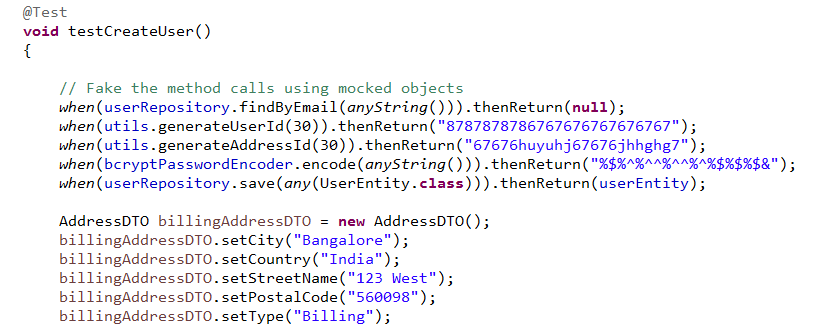 @Test
void testCreateUser()
{
// Fake the method calls using mocked objects
when(userRepository.findByEmail(anyString())).thenReturn(null);
when(utils.generateUserId(30)).thenReturn("8787878786767676767676767");
when(utils.generateAddressId(30)).thenReturn("67676huyuhj67676jhhghg7");
when(bcryptPasswordEncoder.encode(anyString())).thenReturn("%$%^%^^%^^%^%$%$%$&");
when(userRepository.save(any(UserEntity.class))).thenReturn(userEntity);
AddressDTO billingAddressDTO = new AddressDTO();
billingAddressDTO.setCity("Bangalore");
billingAddressDTO.setCountry("India");
billingAddressDTO.setStreetName("123 West");
billingAddressDTO.setPostalCode("560098");
billingAddressDTO.setType("Billing");